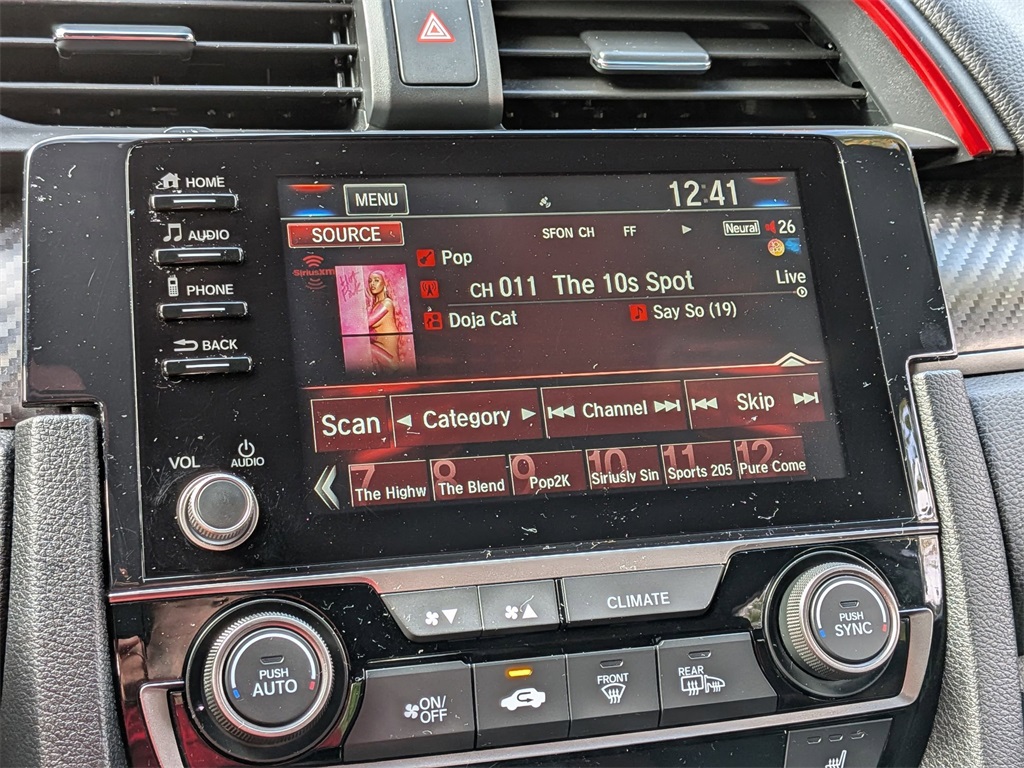 HOME
MENU
12:41
AUDIO
SOURCE
SFON CH FF
Neural
26
SiriusXM
Pop
PHONE
CH 011 The 10s Spot
Live
Doja Cat
Say So (19)
BACK
Scan
Category
Channel
Skip
VOL
AUDIO
7
The Highw
8
The Blend
9
Pop2K
10
Siriusly Sin
11
Sports 205
12
Pure Come
CLIMATE
PUSH
AUTO
ON/
OFF
FRONT
REAR
PUSH
SYNC